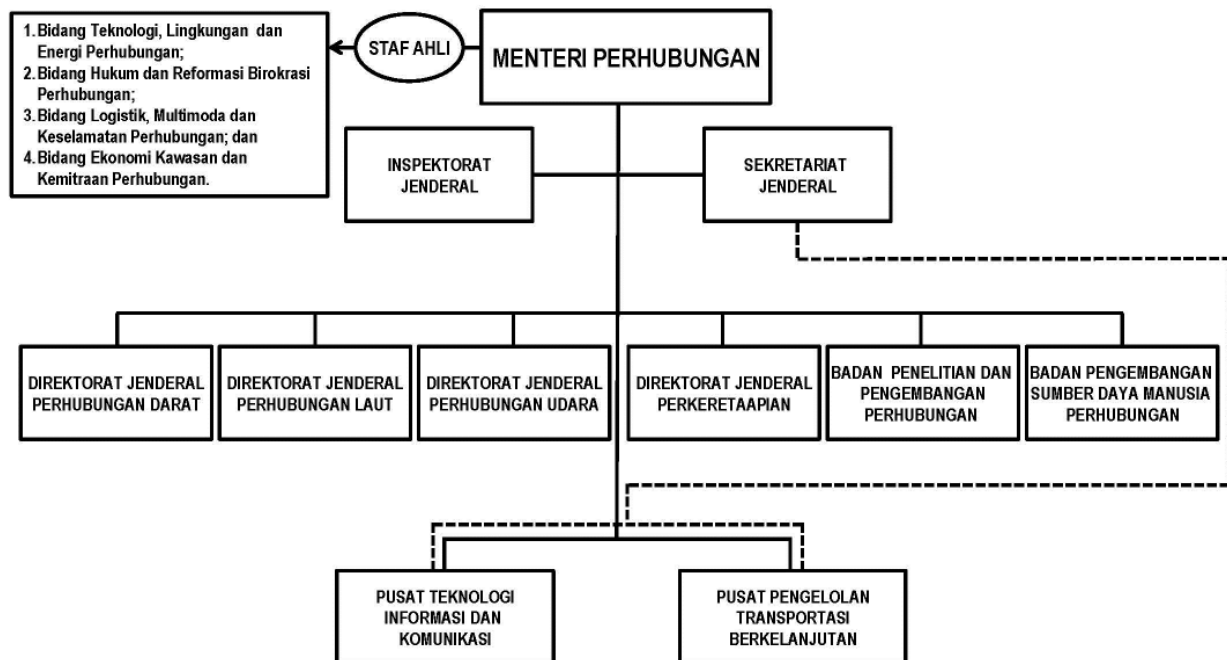 1.Bidang Teknologi, Lingkungan dan
Energi Perhubungan;
2.Bidang Hukum dan Reformasi Birokrasi
Perhubungan;
3.Bidang Logistik, Multimoda dan
Keselamatan Perhubungan; dan
4.Bidang Ekonomi Kawasan dan
Kemitraan Perhubungan.
STAF AHLI
MENTERI PERHUBUNGAN
INSPEKTORAT
JENDERAL
SEKRETARIAT
JENDERAL
DIREKTORAT JENDERAL
PERHUBUNGAN DARAT
DIREKTORAT JENDERAL
PERHUBUNGAN LAUT
DIREKTORAT JENDERAL
PERHUBUNGAN UDARA
DIREKTORAT JENDERAL
PERKERETAAPIAN
BADAN PENELITIAN DAN
PENGEMBANGAN
PERHUBUNGAN
BADAN PENGEMBANGAN
SUMBER DAYA MANUSIA
PERHUBUNGAN
PUSAT TEKNOLOGI
INFORMASI DAN
KOMUNIKASI
PUSAT PENGELOLAN
TRANSPORTASI
BERKELANJUTAN